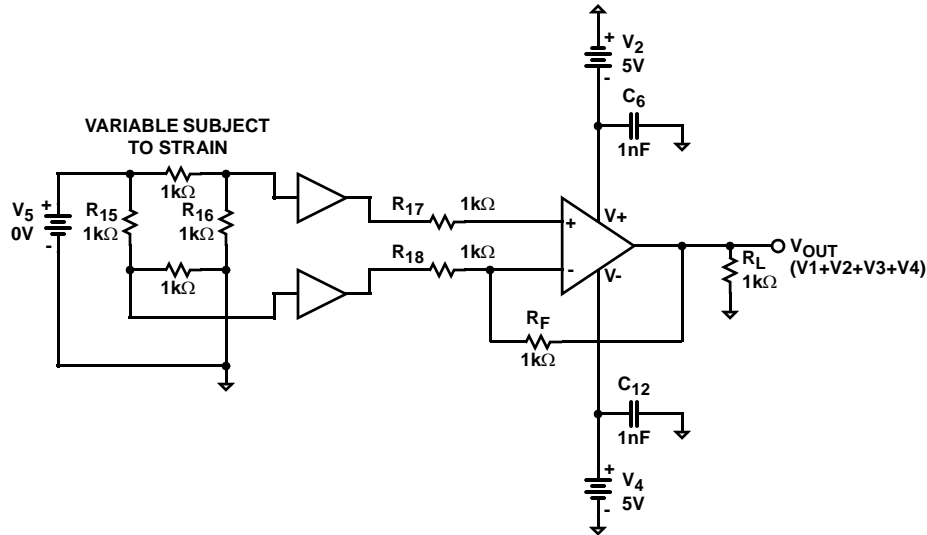 +
V2
5V
-
C6
1nF
VARIABLE SUBJECT
TO STRAIN
1kΩ
V5
0V
+
-
R15
1kΩ
R16
1kΩ
1kΩ
R17
1kΩ
R18
1kΩ
+
-
V+
V-
VOUT
(V1+V2+V3+V4)
RL
1kΩ
RF
1kΩ
C12
1nF
+
V4
5V
-